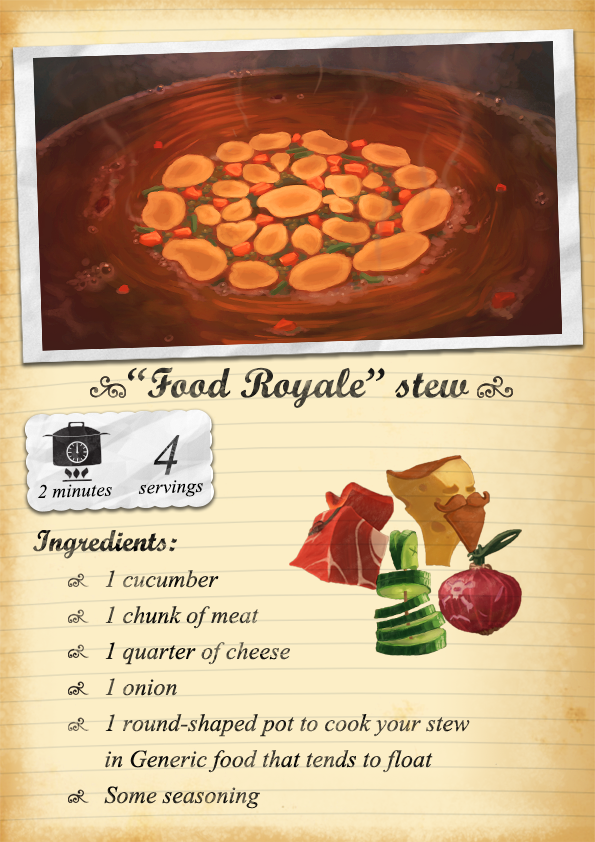 “Food Royale” stew
2 minutes
4
servings
Ingredients:
1 cucumber
1 chunk of meat
1 quarter of cheese
1 onion
1 round-shaped pot to cook your stew
in Generic food that tends to float
Some seasoning